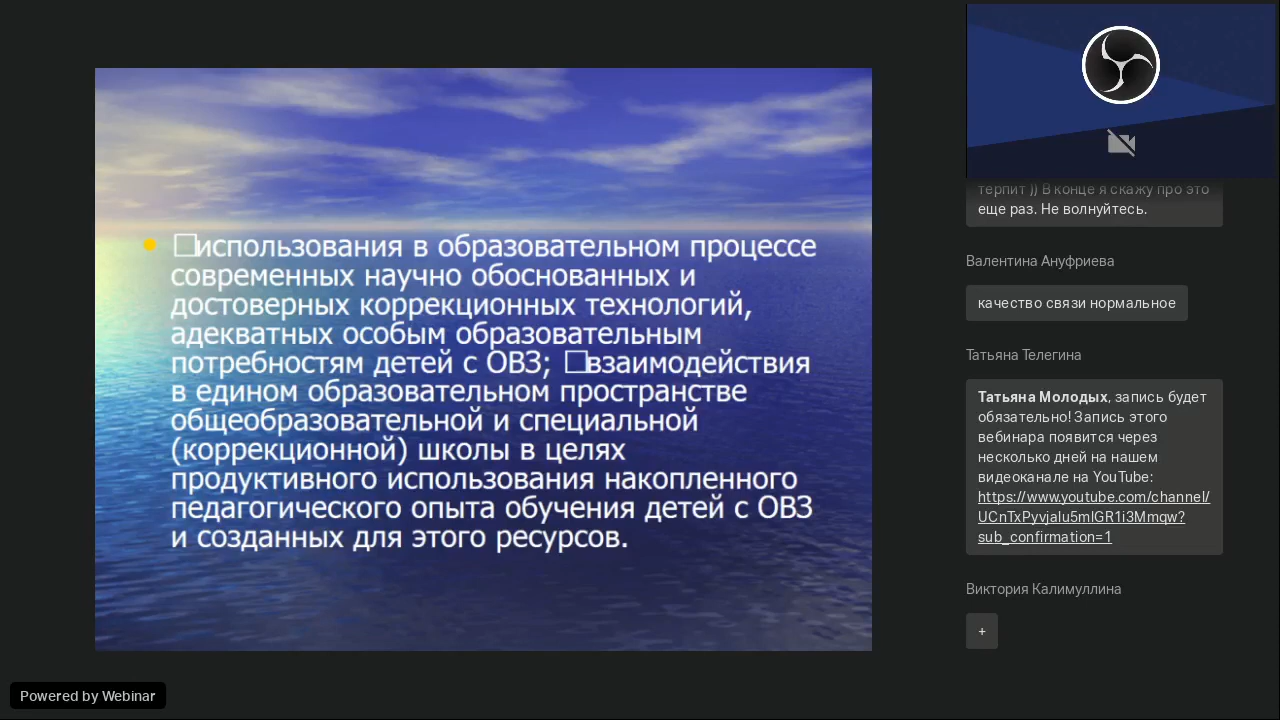 □использования в образовательном процессе
современных научно обоснованных и
достоверных коррекционных технологий,
адекватных особым образовательным
потребностям детей с ОВЗ; □взаимодействия
в едином образовательном пространстве
общеобразовательной и специальной
(коррекционной) школы в целях
продуктивного использования накопленного
педагогического опыта обучения детей с ОВЗ
и созданных для этого ресурсов.
терпит )) В конце я скажу про это
еще раз. Не волнуйтесь.
Валентина Ануфриева
качество связи нормальное
Татьяна Телегина
Татьяна Молодых, запись будет
обязательно! Запись этого
вебинара появится через
несколько дней на нашем
видеоканале на YouTube:
https://www.youtube.com/channel/
UCnTxPyvjalu5mlGR1i3Mmqw?
sub_confirmation=1
Виктория Калимуллина
+
Powered by Webinar